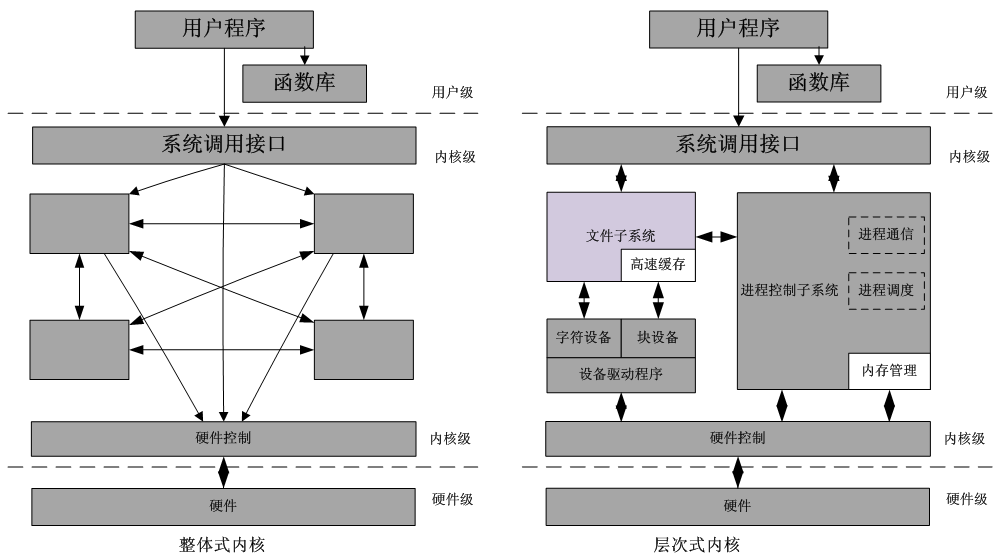 用户程序
函数库
用户级
系统调用接口
内核级
硬件控制
内核级
硬件
硬件级
整体式内核
用户程序
函数库
用户级
系统调用接口
内核级
文件子系统
高速缓存
进程通信
进程控制子系统
进程调度
字符设备
块设备
设备驱动程序
内存管理
硬件控制
内核级
硬件
硬件级
层次式内核